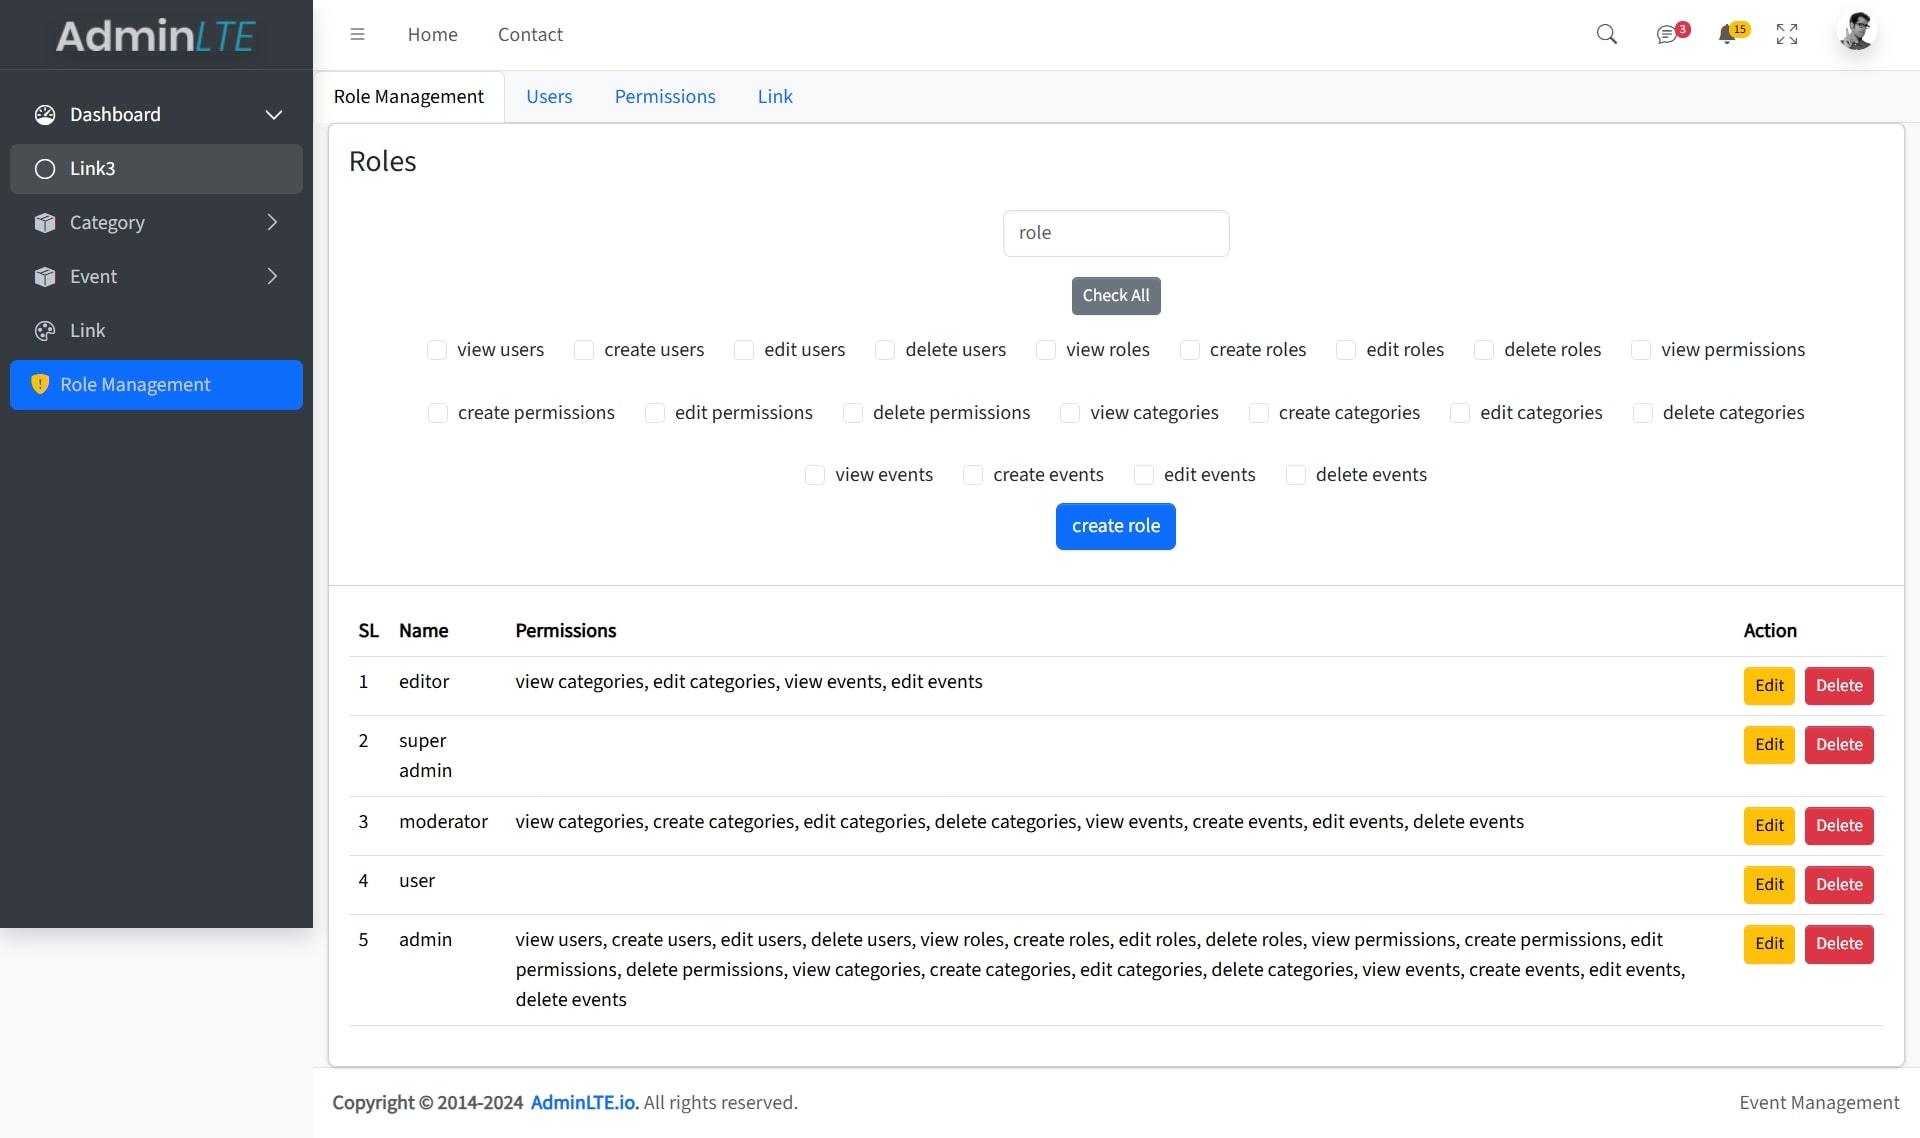 AdminLTE
Home
Contact
3
15
Dashboard
Link3
Category
Event
Link
Role Management
Role Management
Users
Permissions
Link
Roles
role
Check All
view users
create users
edit users
delete users
view roles
create roles
edit roles
delete roles
view permissions
create permissions
edit permissions
delete permissions
view categories
create categories
edit categories
delete categories
view events
create events
edit events
delete events
create role
SL Name Permissions Action
1 editor view categories, edit categories, view events, edit events Edit Delete
2 super Edit Delete
admin
3 moderator view categories, create categories, edit categories, delete categories, view events, create events, edit events, delete events Edit Delete
4 user Edit Delete
5 admin view users, create users, edit users, delete users, view roles, create roles, edit roles, delete roles, view permissions, create permissions, edit Edit Delete
permissions, delete permissions, view categories, create categories, edit categories, delete categories, view events, create events, edit events,
delete events
Copyright © 2014-2024 AdminLTE.io. All rights reserved.
Event Management